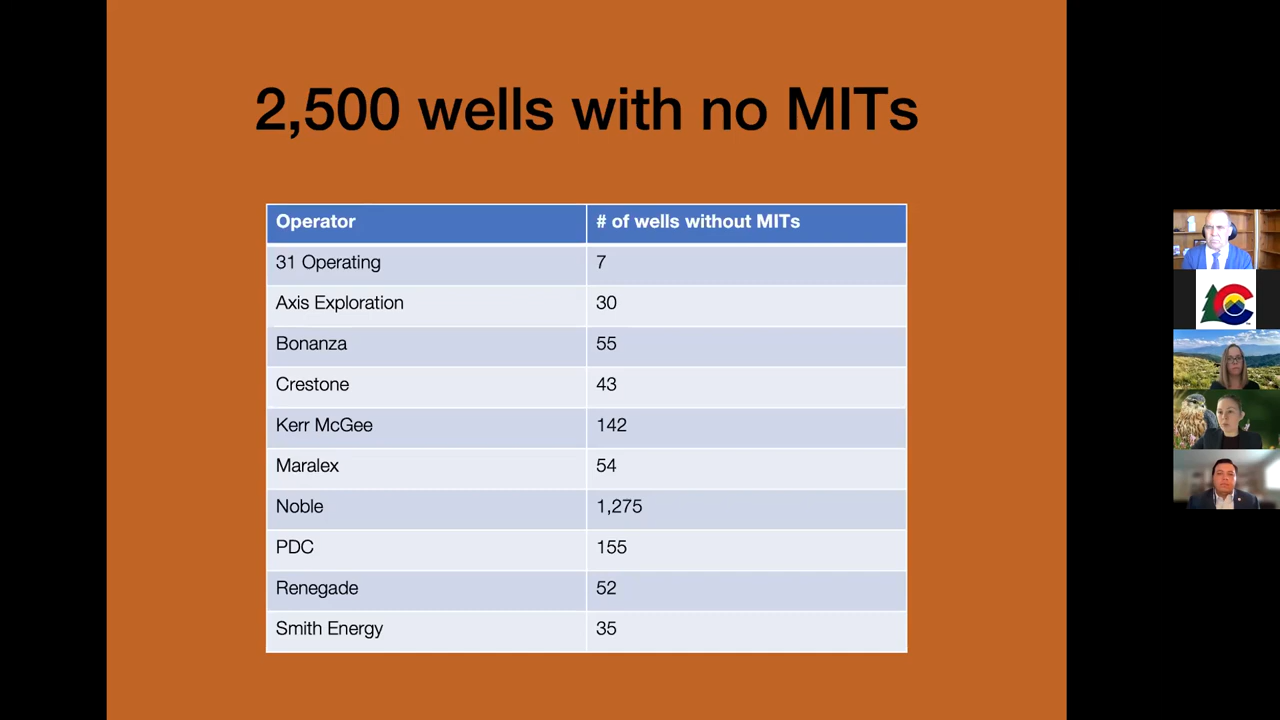 2,500 wells with no MITs
Operator # of wells without MITs
31 Operating 7
Axis Exploration 30
Bonanza 55
Crestone 43
Kerr McGee 142
Maralex 54
Noble 1,275
PDC 155
Renegade 52
Smith Energy 35